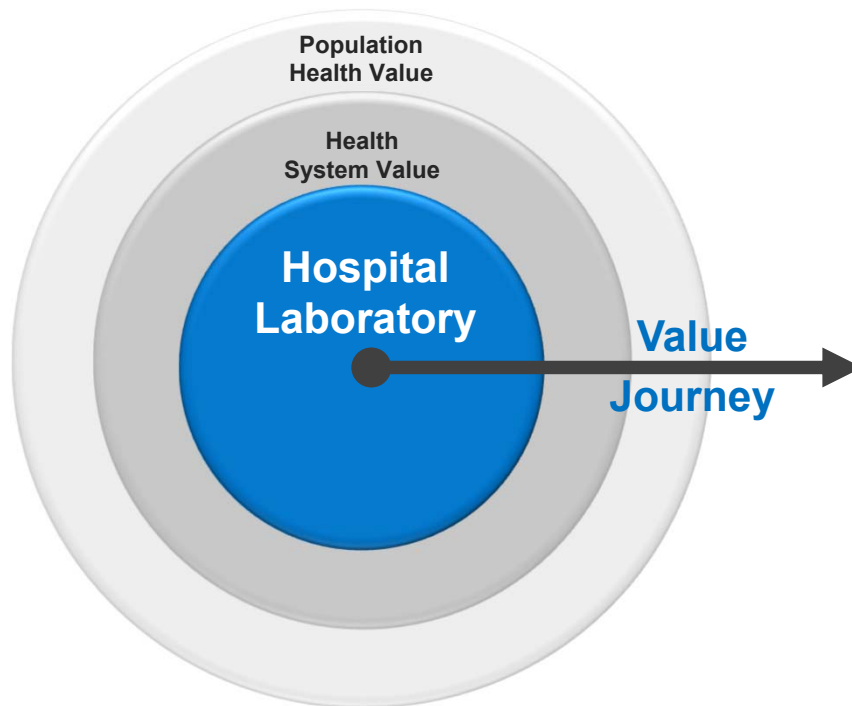 Population
Health Value
Health
System Value
Hospital
Laboratory
Value
Journey